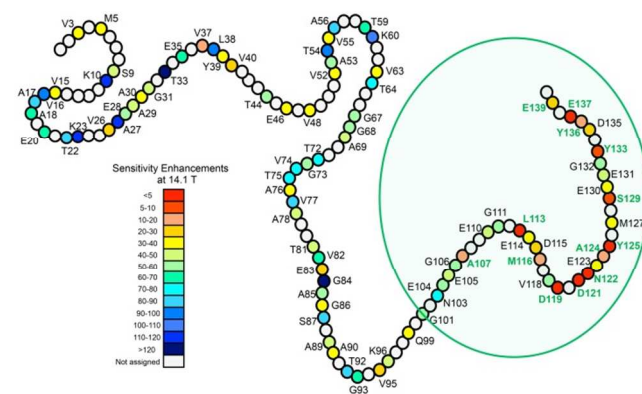 V3
M5
K10
S9
A17
V15
V16
A18
E20
T22
K23
V26
A27
E28
A29
A30
G31
T33
E35
V37
L38
Y39
V40
T44
E46
V48
V52
A53
T54
V55
A56
T59
K60
V63
T64
G67
G68
A69
T72
G73
V74
T75
A76
V77
A78
T81
V82
E83
G84
A85
G86
S87
A89
A90
T92
G93
V95
K96
Q99
G101
N103
E104
E105
G106
A107
E110
G111
L113
E114
D115
M116
V118
D119
D121
N122
E123
A124
Y125
M127
S129
E130
E131
G132
Y133
D135
Y136
E137
E139
Sensitivity Enhancements
at 14.1 T
<5
5-10
10-20
20-30
30-40
40-50
50-60
60-70
70-80
80-90
90-100
100-110
110-120
>120
Not assigned